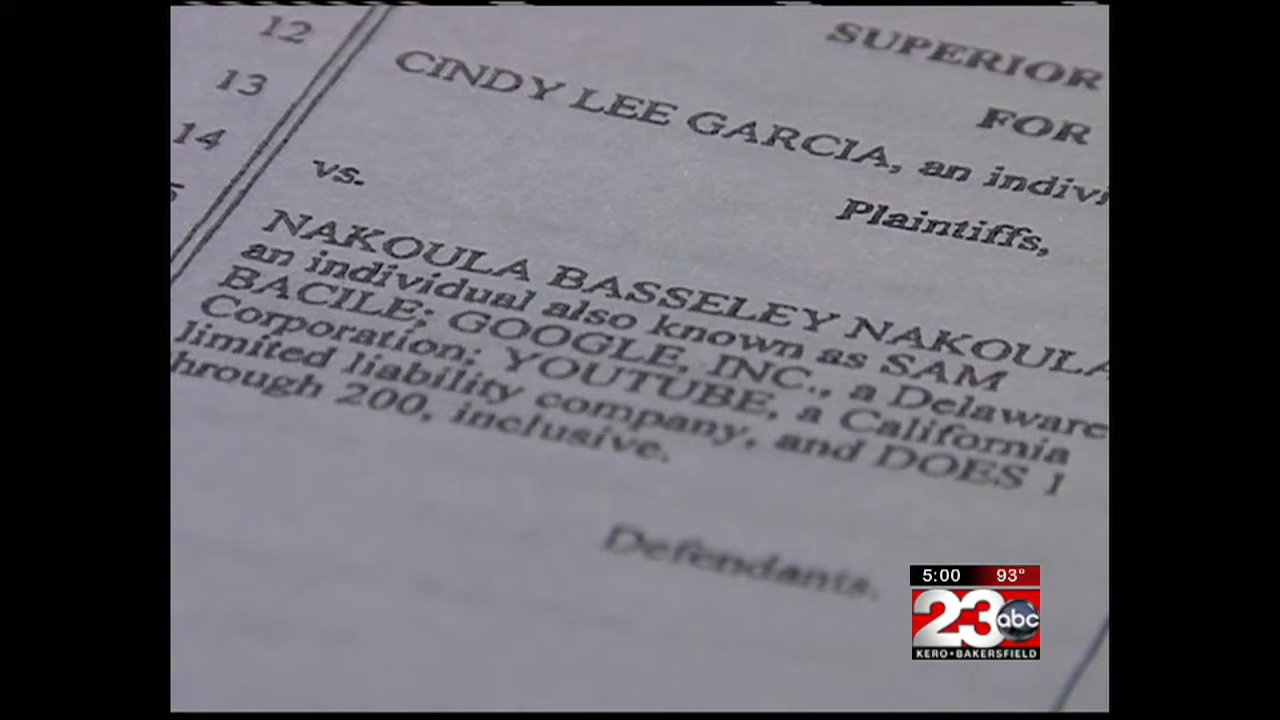 12
13
14
5
SUPERIOR
FOR
CINDY LEE GARCIA, an indivi
Plaintiffs,
vs.
NAKOULA BASSELEY NAKOULA
an individual also known as SAM
BACILE; GOOGLE, INC., a Delaware
Corporation; YOUTUBE, a California
limited liability company, and DOES 1
hrough 200, inclusive.
Defendants.
5:00 93°
23 abc
KERO•BAKERSFIELD